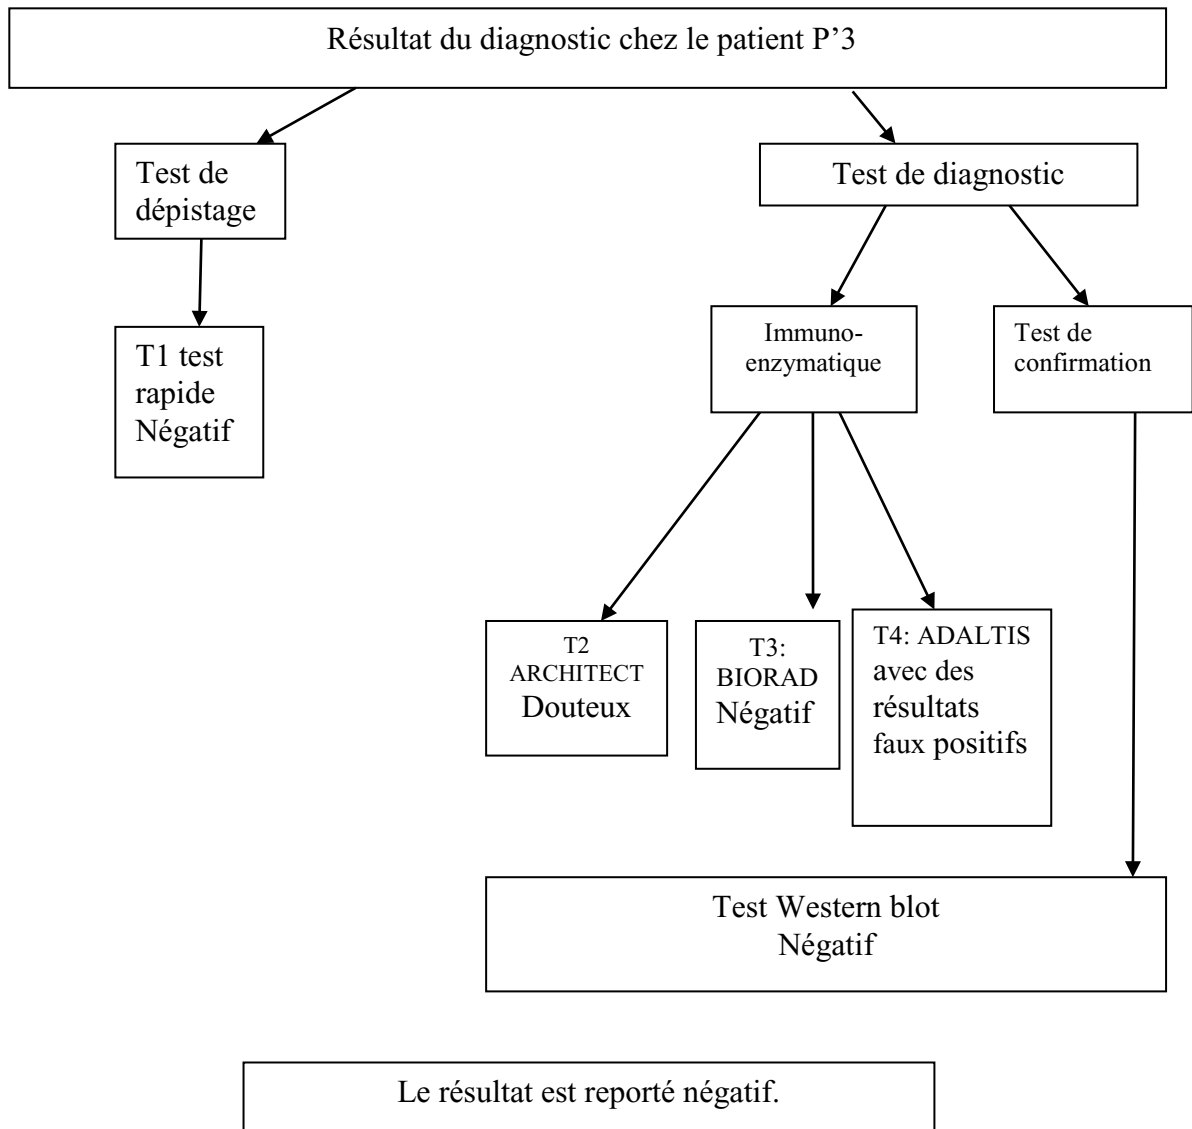 Résultat du diagnostic chez le patient P’3
Test de
dépistage
Test de diagnostic
T1 test
rapide
Négatif
Immuno-
enzymatique
Test de
confirmation
T2
ARCHITECT
Douteux
T3:
BIORAD
Négatif
T4: ADALTIS
avec des
résultats
faux positifs
Test Western blot
Négatif
Le résultat est reporté négatif.